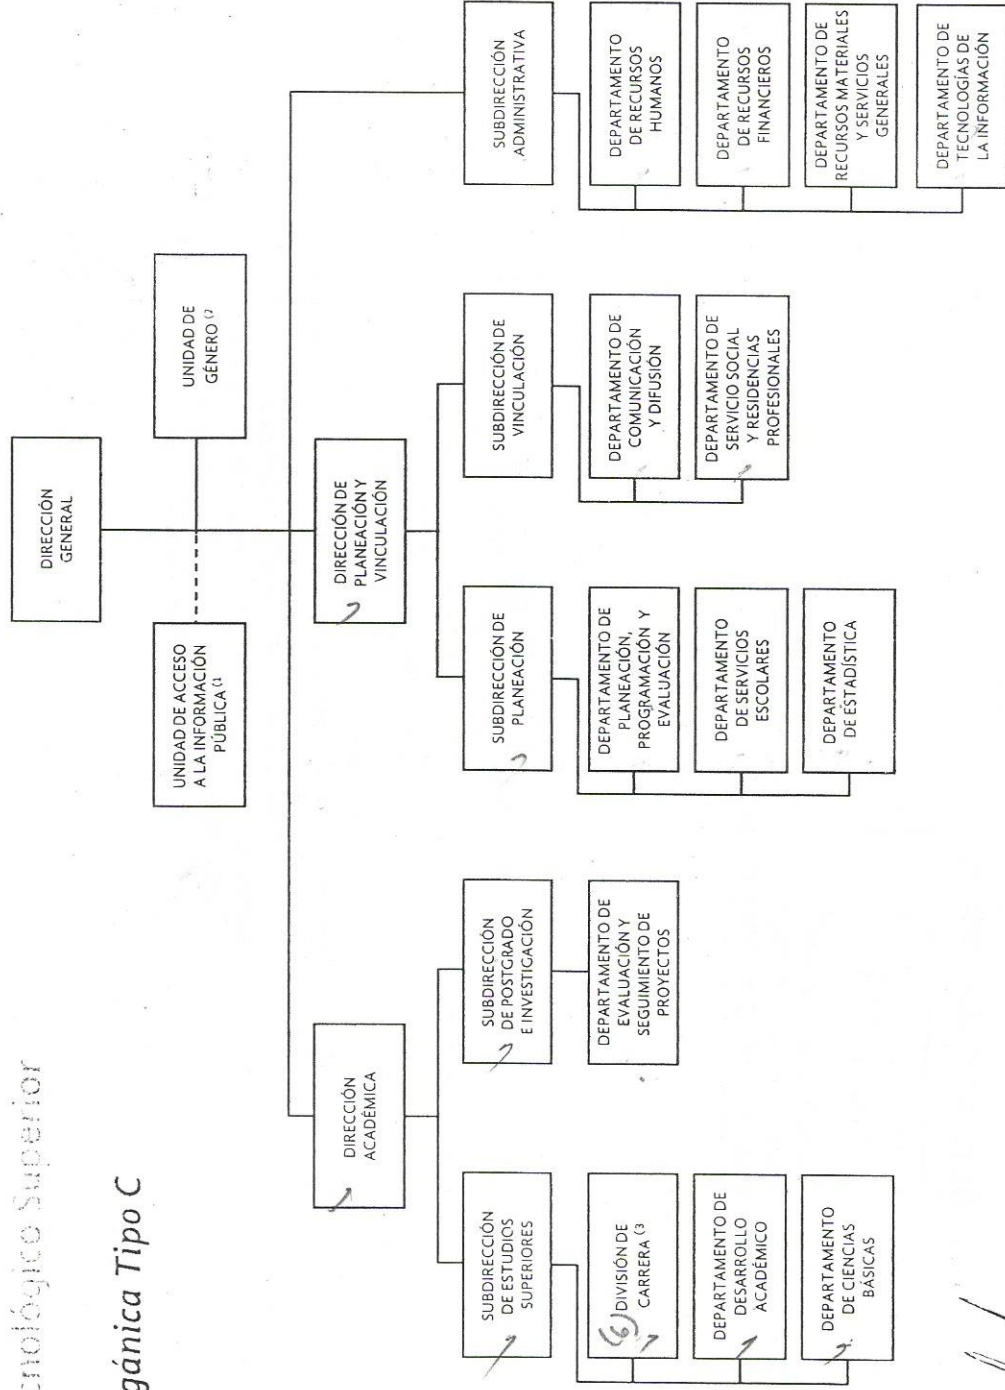 cnológico Superior
gánica Tipo C
DIRECCIÓN
GENERAL
UNIDAD DE ACCESO
A LA INFORMACIÓN
PÚBLICA (1
UNIDAD DE
GÉNERO (2
DIRECCIÓN
ACADÉMICA
DIRECCIÓN DE
PLANEACIÓN Y
VINCULACIÓN
SUBDIRECCIÓN
DE ESTUDIOS
SUPERIORES
SUBDIRECCIÓN
DE POSTGRADO
E INVESTIGACIÓN
SUBDIRECCIÓN DE
PLANEACIÓN
SUBDIRECCIÓN DE
VINCULACIÓN
SUBDIRECCIÓN
ADMINISTRATIVA
(6) DIVISIÓN DE
CARRERA (3
DEPARTAMENTO DE
DESARROLLO
ACADÉMICO
DEPARTAMENTO
DE CIENCIAS
BÁSICAS
DEPARTAMENTO DE
EVALUACIÓN Y
SEGUIMIENTO DE
PROYECTOS
DEPARTAMENTO DE
PLANEACIÓN,
PROGRAMACIÓN Y
EVALUACIÓN
DEPARTAMENTO
DE SERVICIOS
ESCOLARES
DEPARTAMENTO
DE ESTADÍSTICA
DEPARTAMENTO DE
COMUNICACIÓN
Y DIFUSIÓN
DEPARTAMENTO DE
SERVICIO SOCIAL
Y RESIDENCIAS
PROFESIONALES
DEPARTAMENTO
DE RECURSOS
HUMANOS
DEPARTAMENTO
DE RECURSOS
FINANCIEROS
DEPARTAMENTO DE
RECURSOS MATERIALES
Y SERVICIOS
GENERALES
DEPARTAMENTO DE
TECNOLOGÍAS DE
LA INFORMACIÓN